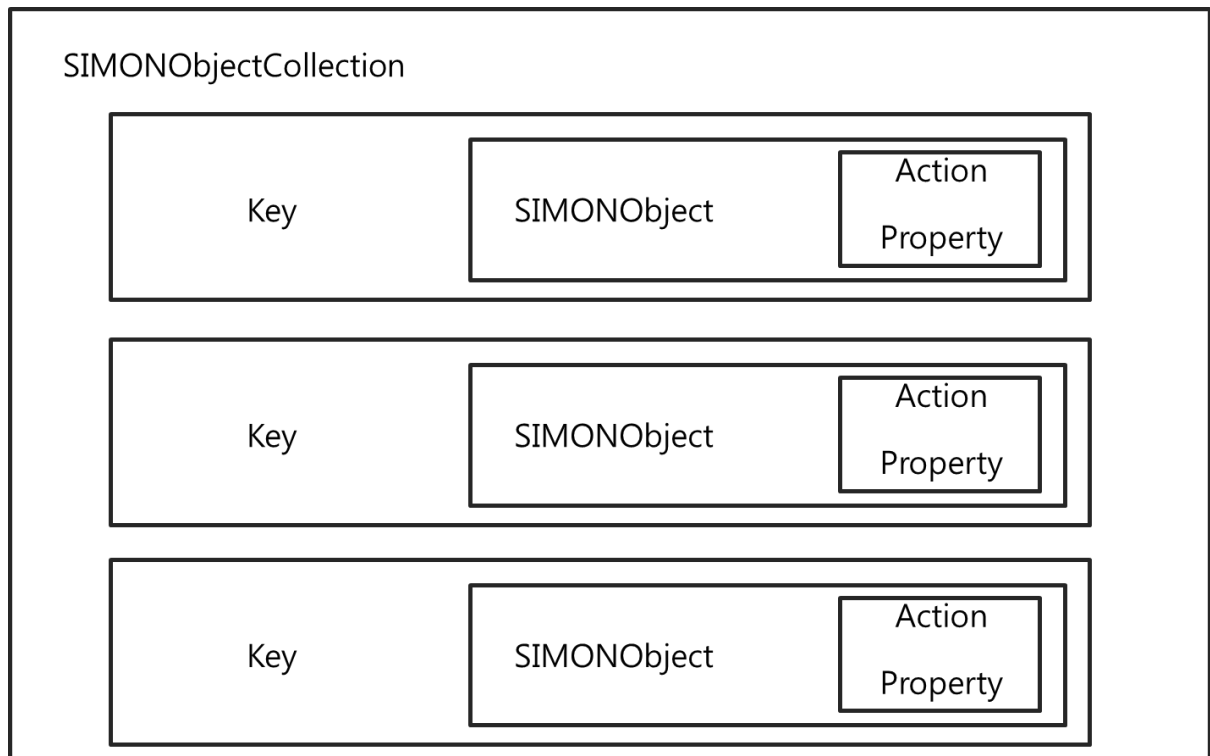 SIMONObjectCollection
Key
SIMONObject
Action
Property
Key
SIMONObject
Action
Property
Key
SIMONObject
Action
Property